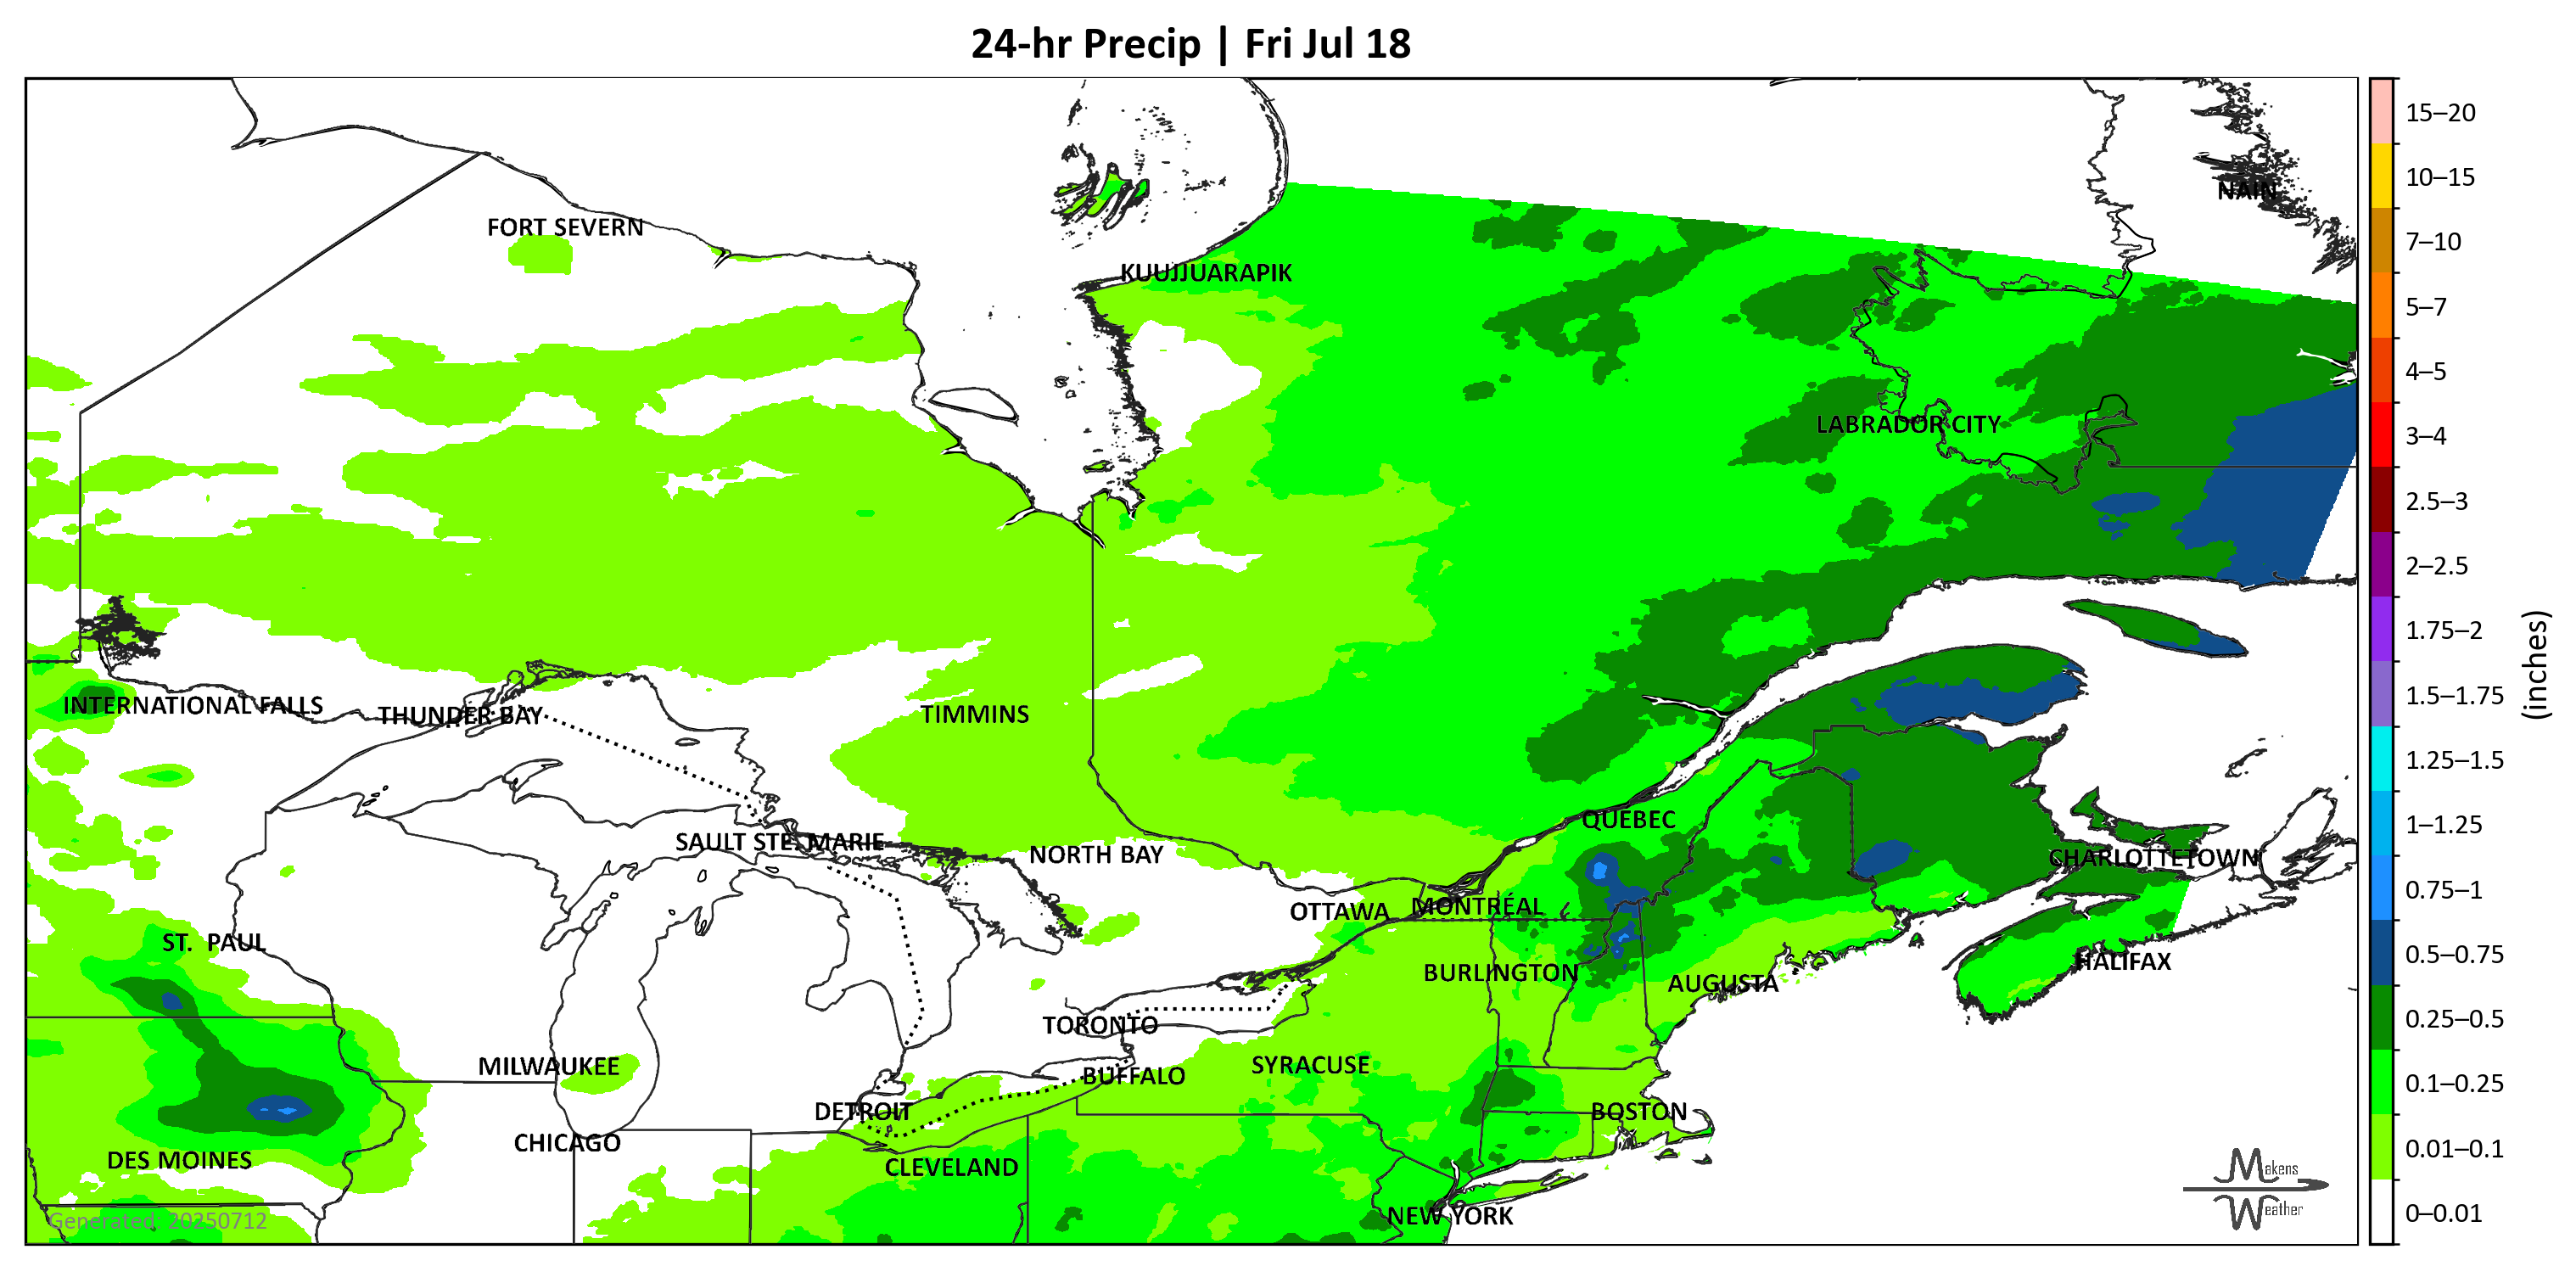 24-hr Precip | Fri Jul 18
15–20
10–15
7–10
5–7
4–5
3–4
2.5–3
2–2.5
1.75–2
1.5–1.75
1.25–1.5
1–1.25
0.75–1
0.5–0.75
0.25–0.5
0.1–0.25
0.01–0.1
0–0.01
(inches)
NAIN
FORT SEVERN
KUUJJUARAPIK
LABRADOR CITY
INTERNATIONAL FALLS
THUNDER BAY
TIMMINS
QUEBEC
SAULT STE. MARIE
NORTH BAY
CHARLOTTETOWN
OTTAWA
MONTRÉAL
ST. PAUL
BURLINGTON
AUGUSTA
HALIFAX
TORONTO
MILWAUKEE
SYRACUSE
BUFFALO
DETROIT
BOSTON
CHICAGO
DES MOINES
CLEVELAND
NEW YORK
Generated: 20250712
Makens
Weather